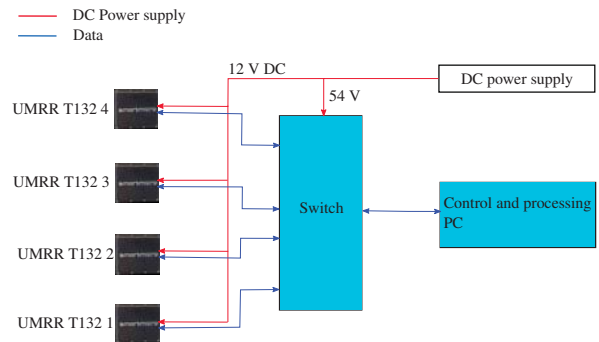 DC Power supply
Data
12 V DC
DC power supply
54 V
UMRR T132 4
UMRR T132 3
Switch
Control and processing
PC
UMRR T132 2
UMRR T132 1